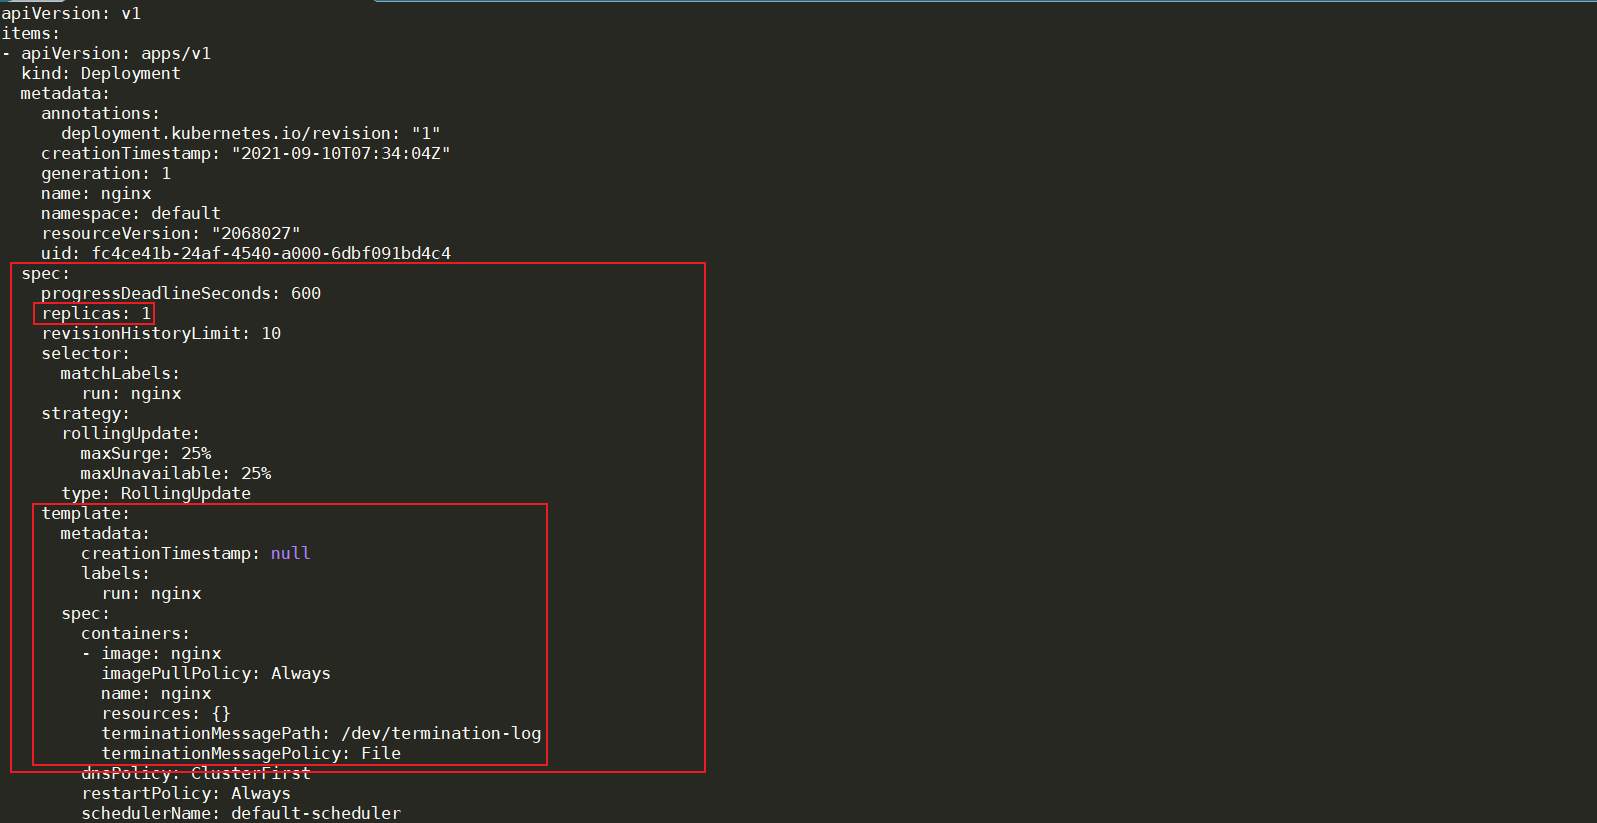 apiVersion: v1
items:
- apiVersion: apps/v1
  kind: Deployment
  metadata:
    annotations:
      deployment.kubernetes.io/revision: "1"
    creationTimestamp: "2021-09-10T07:34:04Z"
    generation: 1
    name: nginx
    namespace: default
    resourceVersion: "2068027"
    uid: fc4ce41b-24af-4540-a000-6dbf091bd4c4
  spec:
    progressDeadlineSeconds: 600
    replicas: 1
    revisionHistoryLimit: 10
    selector:
      matchLabels:
        run: nginx
    strategy:
      rollingUpdate:
        maxSurge: 25%
        maxUnavailable: 25%
      type: RollingUpdate
    template:
      metadata:
        creationTimestamp: null
        labels:
          run: nginx
      spec:
        containers:
        - image: nginx
          imagePullPolicy: Always
          name: nginx
          resources: {}
          terminationMessagePath: /dev/termination-log
          terminationMessagePolicy: File
        dnsPolicy: ClusterFirst
        restartPolicy: Always
        schedulerName: default-scheduler